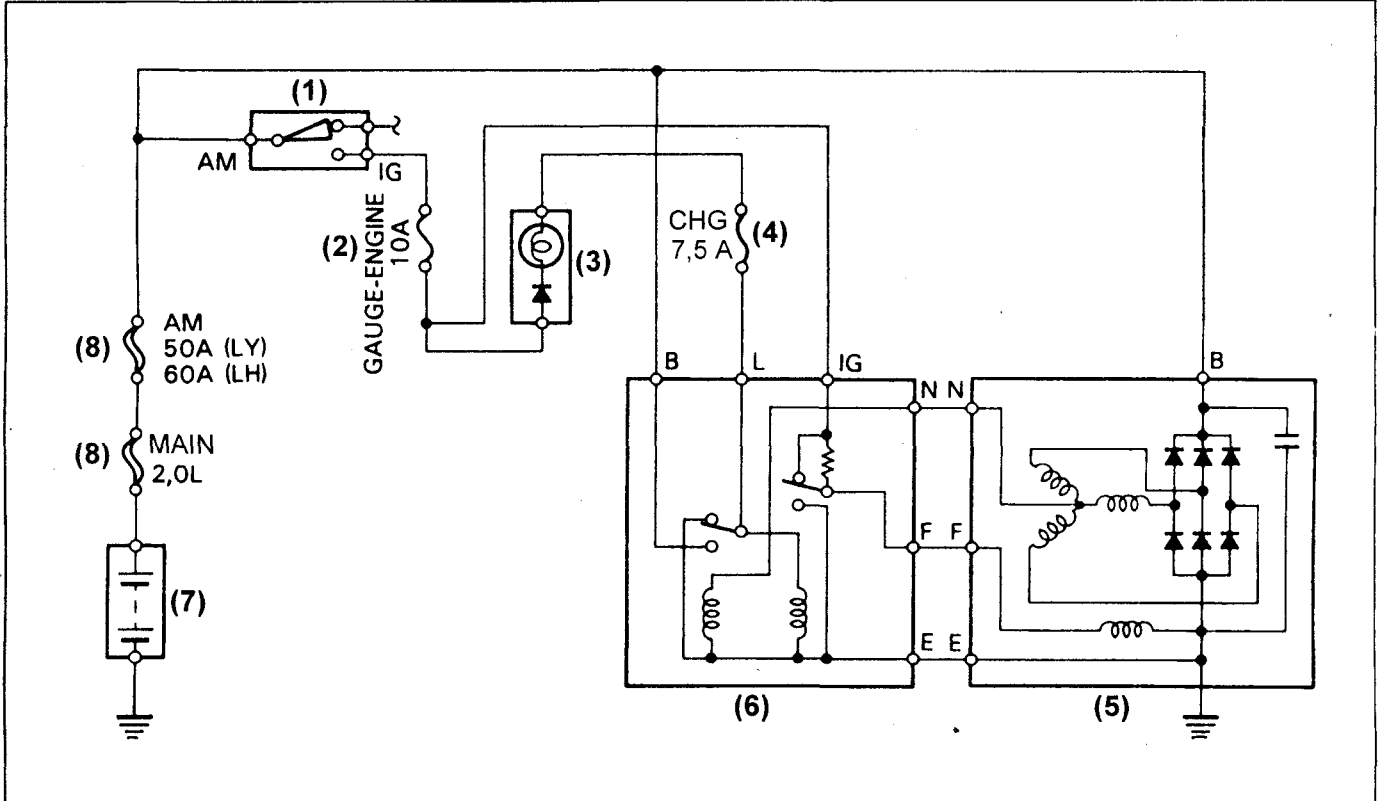 (1)
AM
IG
(2)
GAUGE-ENGINE
10A
(3)
CHG
7,5 A
(4)
(8)
AM
50A (LY)
60A (LH)
(8)
MAIN
2,0L
(7)
B
L
IG
B
N
N
F
F
E
E
(6)
(5)